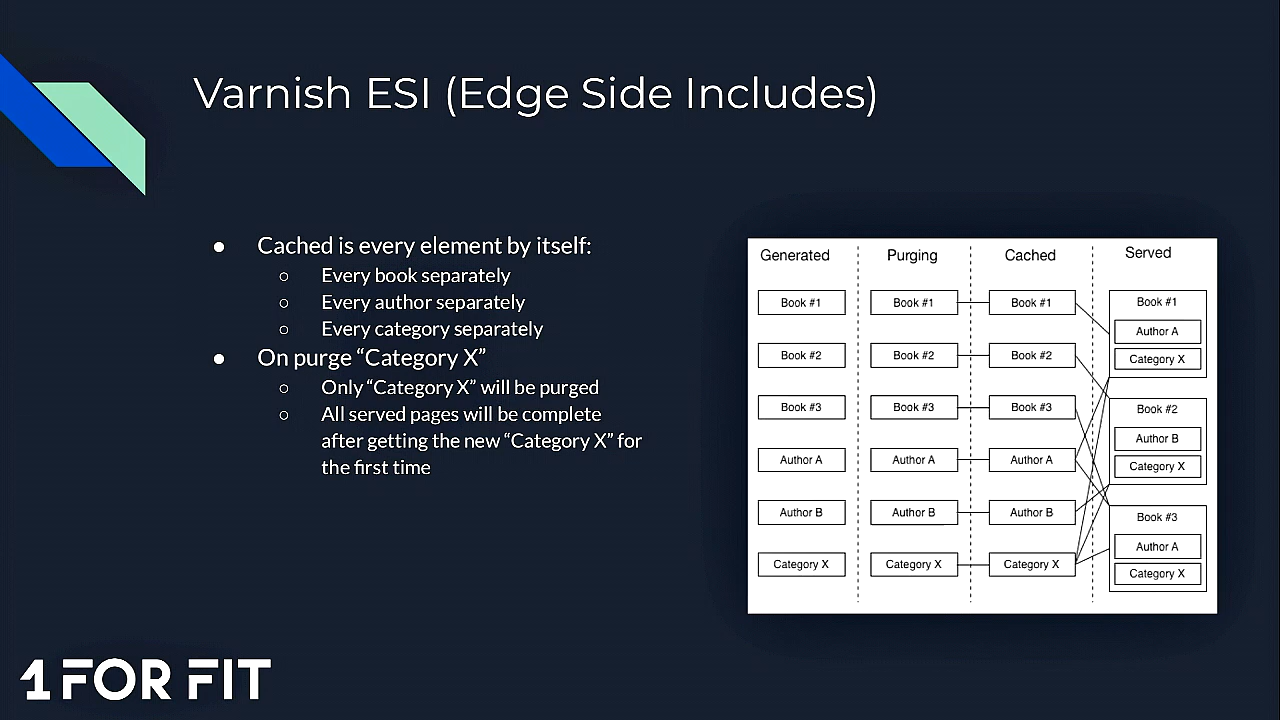 Varnish ESI (Edge Side Includes)
● Cached is every element by itself:
○ Every book separately
○ Every author separately
○ Every category separately
● On purge “Category X”
○ Only “Category X” will be purged
○ All served pages will be complete
after getting the new “Category X” for
the first time
Generated Purging Cached Served
Book #1 Book #1 Book #1 Book #1
Author A
Category X
Book #2 Book #2 Book #2
Book #3 Book #3 Book #3
Book #2
Author B
Category X
Author A Author A Author A
Author B Author B Author B
Book #3
Author A
Category X
Category X Category X Category X
1 FOR FIT